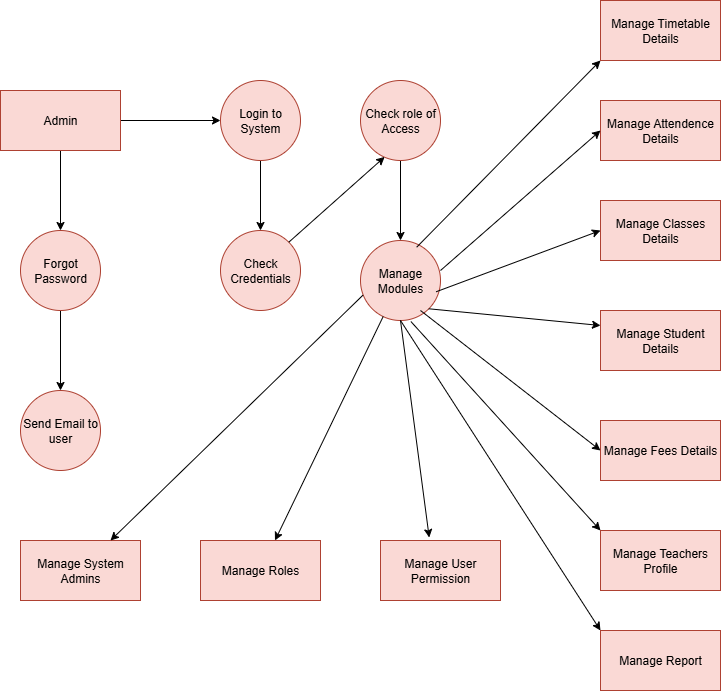 Manage Timetable
Details
Admin
Login to
System
Check role of
Access
Manage Attendence
Details
Manage Classes
Details
Forgot
Password
Check
Credentials
Manage
Modules
Manage Student
Details
Send Email to
user
Manage Fees Details
Manage System
Admins
Manage Roles
Manage User
Permission
Manage Teachers
Profile
Manage Report